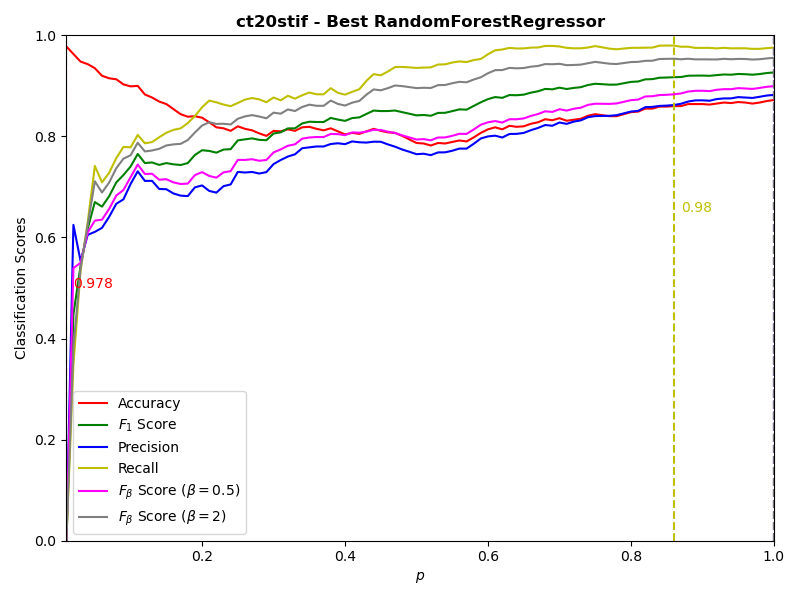 ct20stif - Best RandomForestRegressor
1.0
0.8
0.6
0.4
0.2
0.0
Classification Scores
0.978
0.98
Accuracy
F₁ Score
Precision
Recall
Fᵦ Score (β = 0.5)
Fᵦ Score (β = 2)
0.2
0.4
0.6
0.8
1.0
p